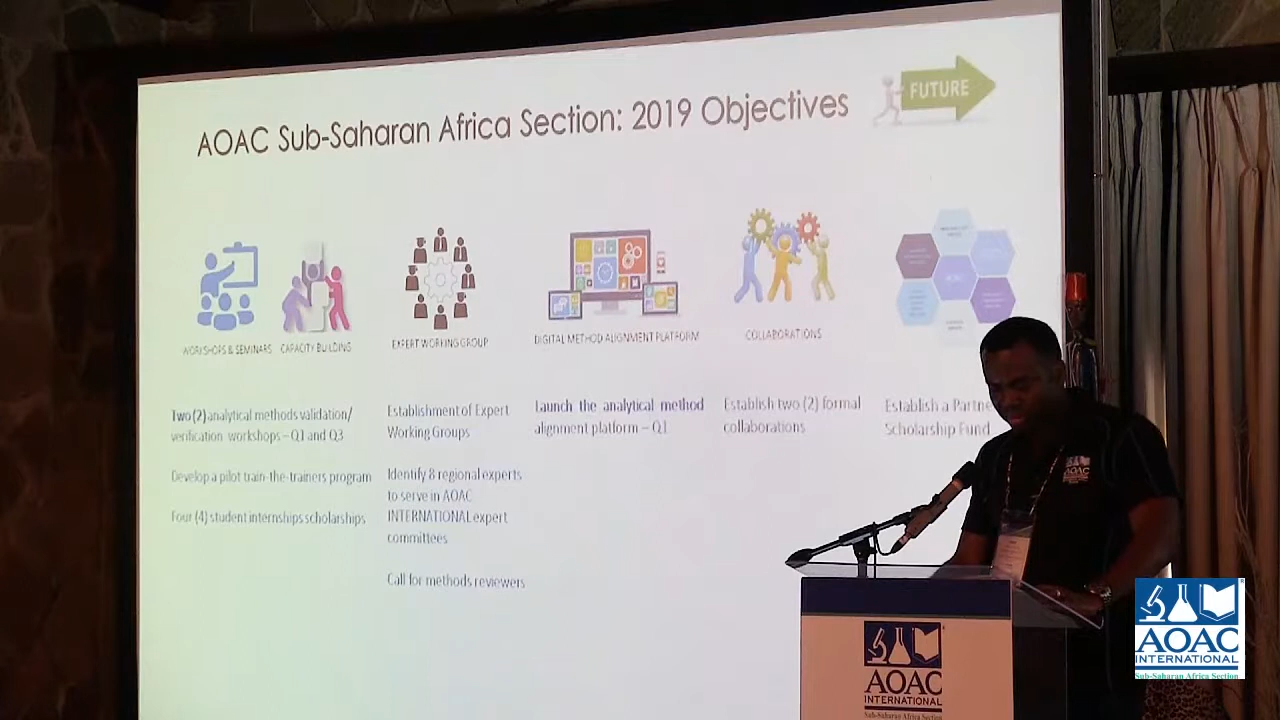 FUTURE
AOAC Sub-Saharan Africa Section: 2019 Objectives
WORKSHOPS & SEMINARS
CAPACITY BUILDING
EXPERT WORKING GROUP
DIGITAL METHOD ALIGNMENT PLATFORM
COLLABORATIONS
Two (2) analytical methods validation/
verification workshops – Q1 and Q3
Develop a pilot train-the-trainers program
Four (4) student internships scholarships
Establishment of Expert
Working Groups
Identify 8 regional experts
to serve in AOAC
INTERNATIONAL expert
committees
Call for methods reviewers
Launch the analytical method
alignment platform – Q1
Establish two (2) formal
collaborations
Establish a Partne
Scholarship Fund
AOAC
INTERNATIONAL
Sub-Saharan Africa Section
AOAC
INTERNATIONAL
Sub-Saharan Africa Section